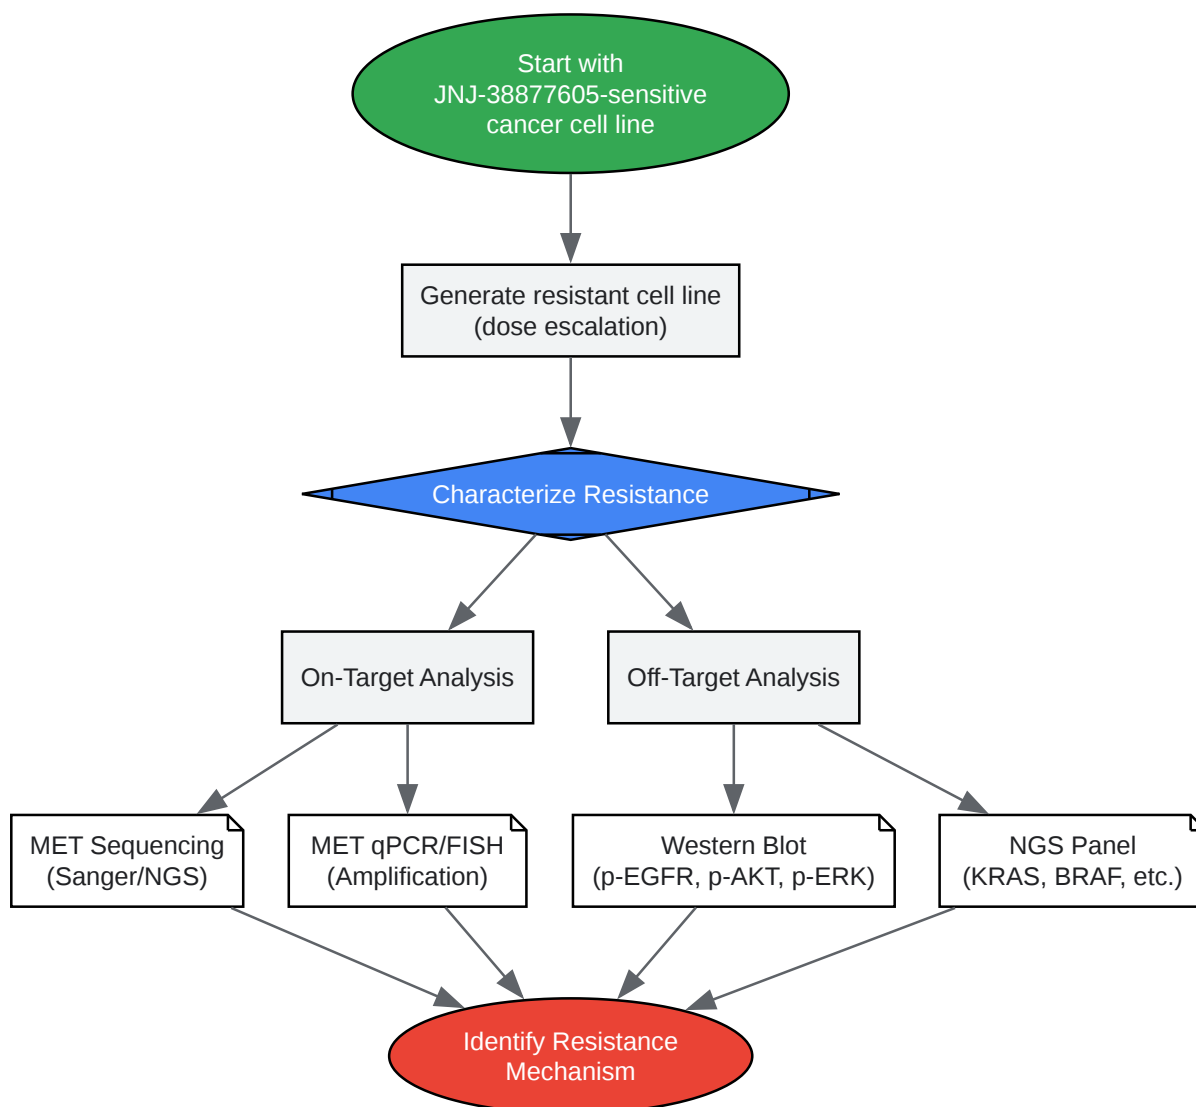 Start with
JNJ-38877605-sensitive
cancer cell line
Generate resistant cell line
(dose escalation)
Characterize Resistance
On-Target Analysis
Off-Target Analysis
MET Sequencing
(Sanger/NGS)
MET qPCR/FISH
(Amplification)
Western Blot
(p-EGFR, p-AKT, p-ERK)
NGS Panel
(KRAS, BRAF, etc.)
Identify Resistance
Mechanism